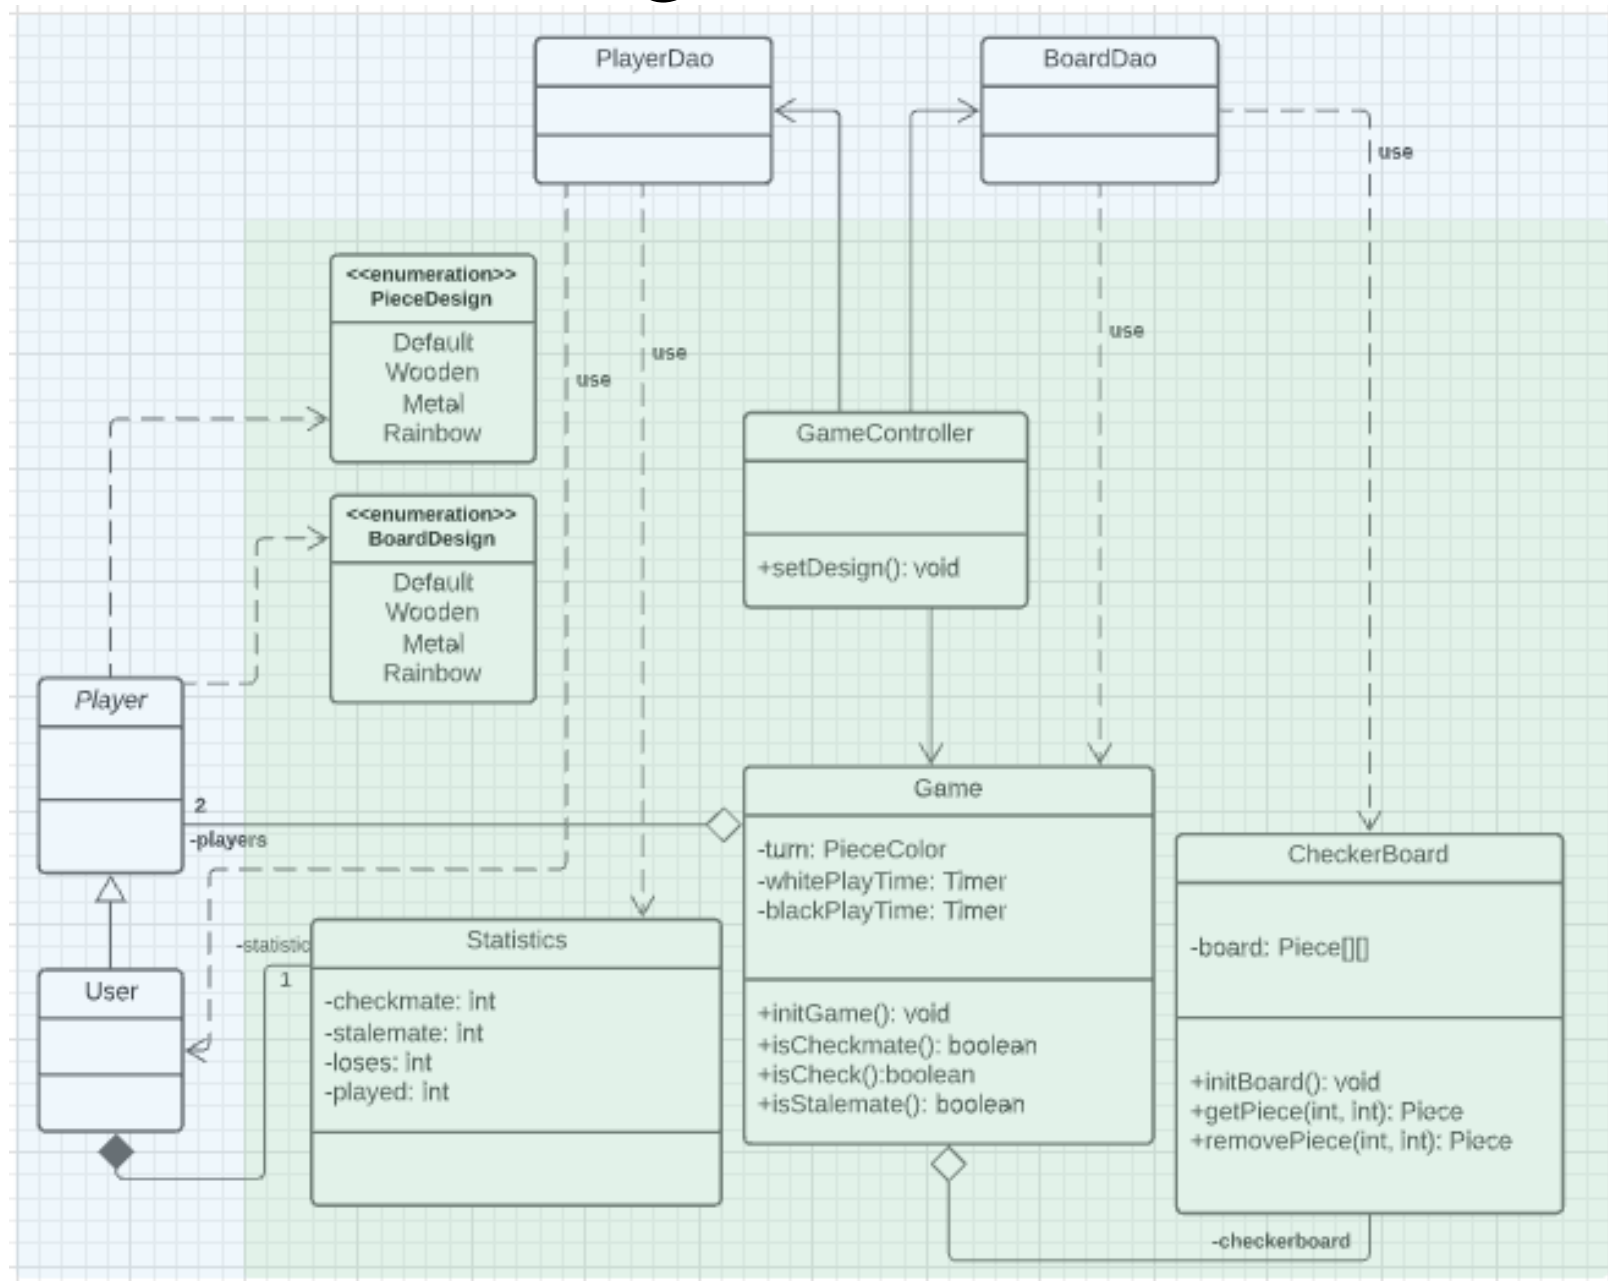 PlayerDao
BoardDao
use
<<enumeration>>
PieceDesign
Default
Wooden
Metal
Rainbow
use
use
use
GameController
+setDesign(): void
<<enumeration>>
BoardDesign
Default
Wooden
Metal
Rainbow
Player
2
-players
Game
-turn: PieceColor
-whitePlayTime: Timer
-blackPlayTime: Timer
+initGame(): void
+isCheckmate(): boolean
+isCheck():boolean
+isStalemate(): boolean
CheckerBoard
-board: Piece[][]
+initBoard(): void
+getPiece(int, int): Piece
+removePiece(int, int): Piece
User
-statistic
1
Statistics
-checkmate: int
-stalemate: int
-loses: int
-played: int
-checkerboard